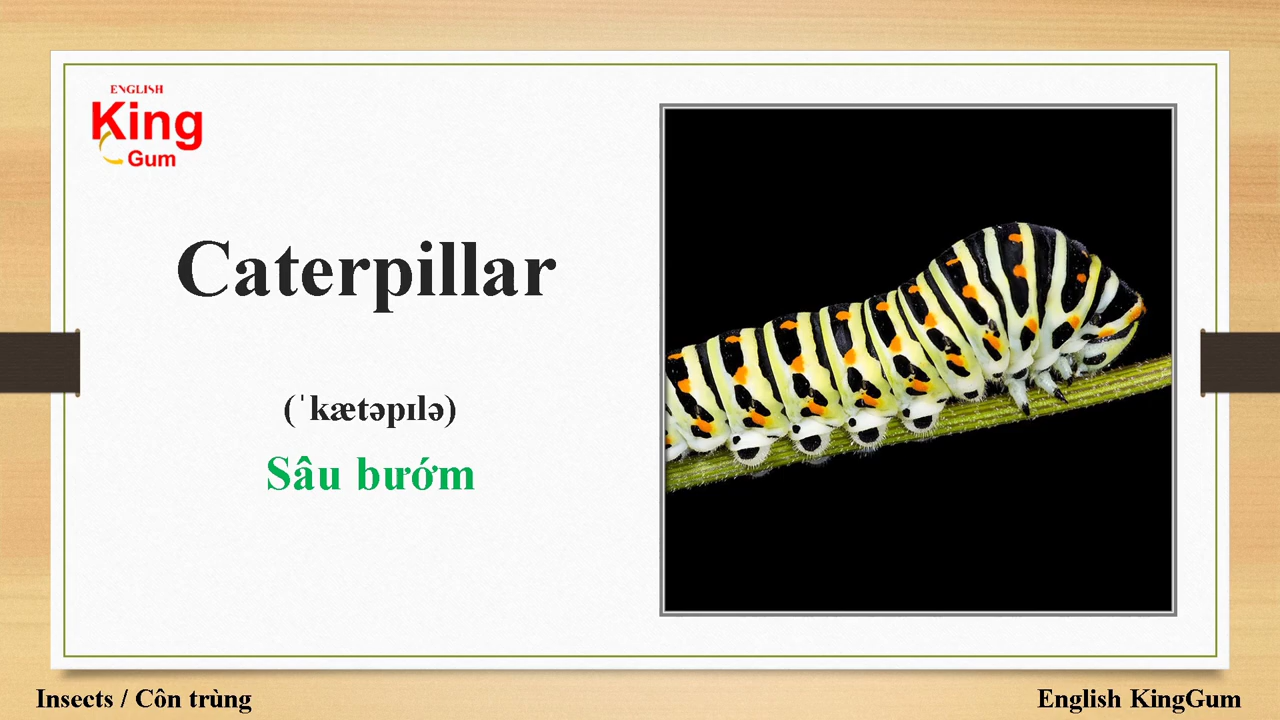 ENGLISH
King
Gum
Caterpillar
(ˈkætəpɪlə)
Sâu bướm
Insects / Côn trùng
English KingGum